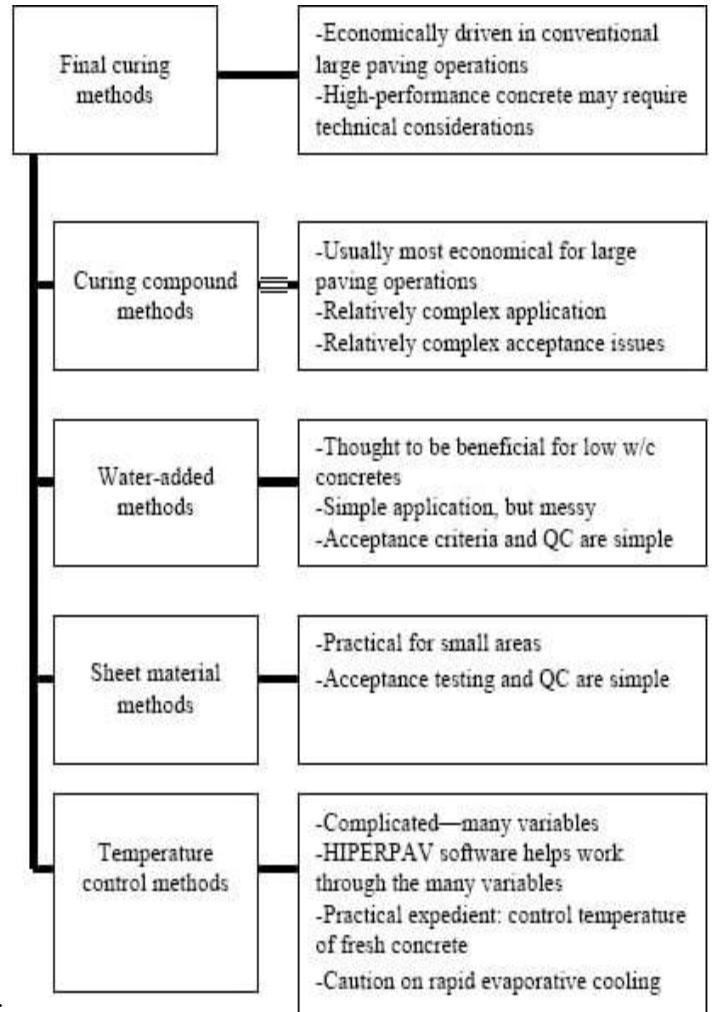 Final curing
methods
-Economically driven in conventional
large paving operations
-High-performance concrete may require
technical considerations
Curing compound
methods
-Usually most economical for large
paving operations
-Relatively complex application
-Relatively complex acceptance issues
Water-added
methods
-Thought to be beneficial for low w/c
concretes
-Simple application, but messy
-Acceptance criteria and QC are simple
Sheet material
methods
-Practical for small areas
-Acceptance testing and QC are simple
Temperature
control methods
-Complicated—many variables
-HIPERPAV software helps work
through the many variables
-Practical expedient: control temperature
of fresh concrete
-Caution on rapid evaporative cooling